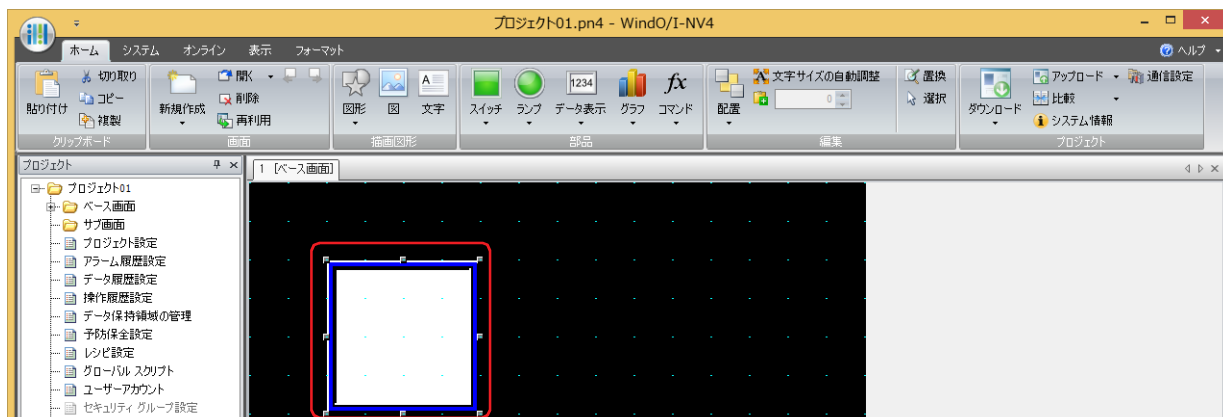 プロジェクト01.pn4 - WindO/I-NV4
ホーム システム オンライン 表示 フォーマット ヘルプ
貼り付け
切り取り
コピー
複製
クリップボード
新規作成
開く
削除
再利用
画面
図形 図 文字
描画図形
スイッチ ランプ データ表示 グラフ コマンド
1234
fx
部品
配置
文字サイズの自動調整
0
置換
選択
編集
ダウンロード
アップロード
比較
システム情報
通信設定
プロジェクト
プロジェクト
1 [ベース画面]
プロジェクト01
ベース画面
サブ画面
プロジェクト設定
アラーム履歴設定
データ履歴設定
操作履歴設定
データ保持領域の管理
予防保全設定
レシピ設定
グローバル スクリプト
ユーザーアカウント
セキュリティ グループ設定